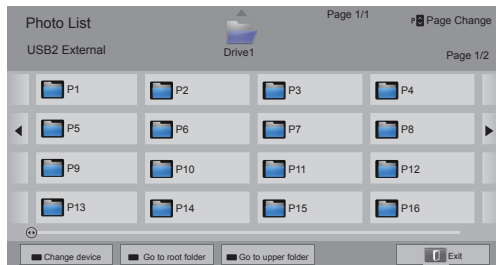 Photo List
Page 1/1
P Page Change
USB2 External
Drive1
Page 1/2
P1 P2 P3 P4
P5 P6 P7 P8
P9 P10 P11 P12
P13 P14 P15 P16
Change device Go to root folder Go to upper folder Exit